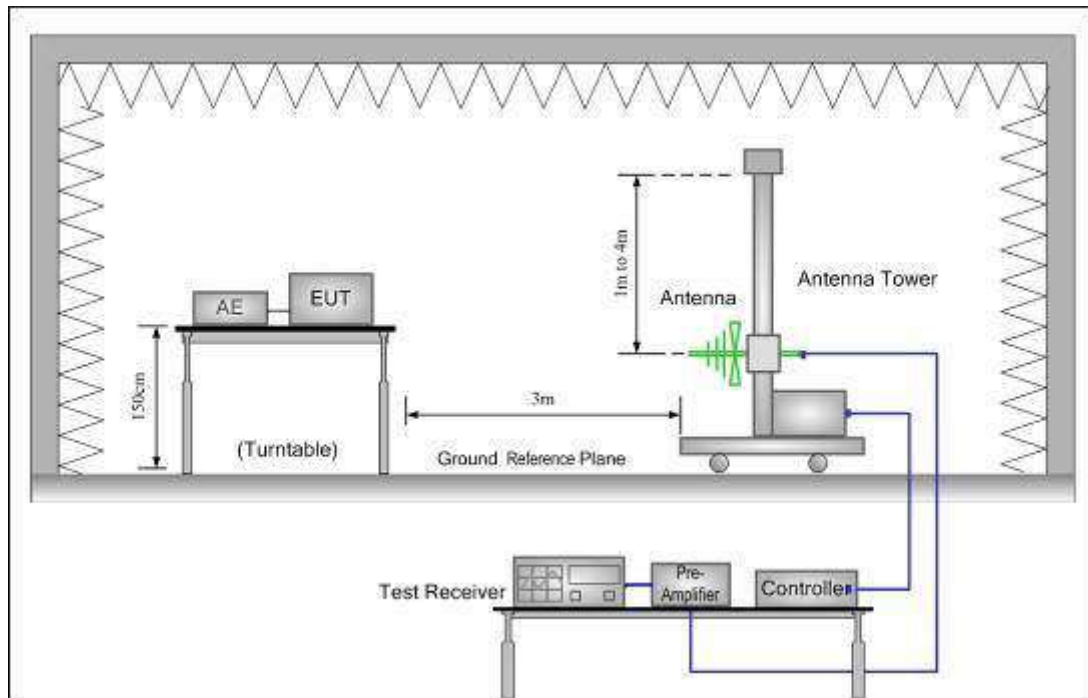 1m to 4m
Antenna Tower
Antenna
AE
EUT
150cm
3m
(Turntable)
Ground Reference Plane
Test Receiver
Pre-
Amplifier
Controller